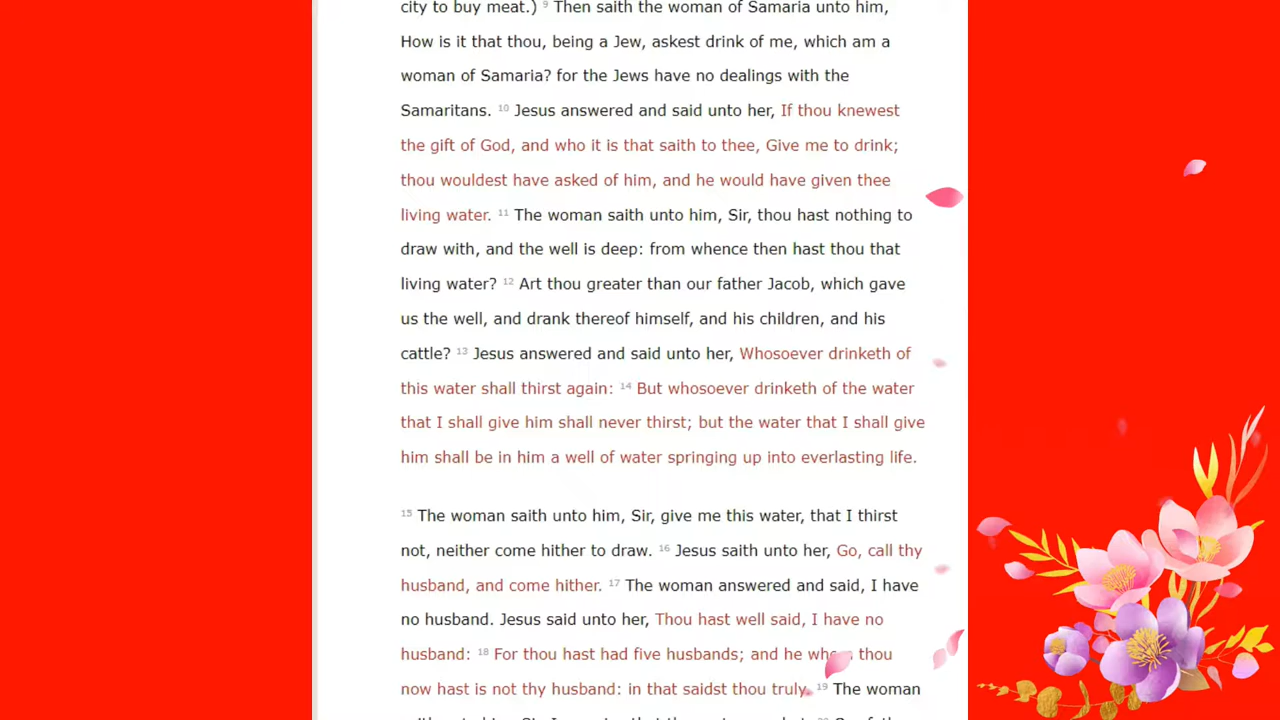 city to buy meat.) 9 Then saith the woman of Samaria unto him,
How is it that thou, being a Jew, askest drink of me, which am a
woman of Samaria? for the Jews have no dealings with the
Samaritans. 10 Jesus answered and said unto her, If thou knewest
the gift of God, and who it is that saith to thee, Give me to drink;
thou wouldest have asked of him, and he would have given thee
living water. 11 The woman saith unto him, Sir, thou hast nothing to
draw with, and the well is deep: from whence then hast thou that
living water? 12 Art thou greater than our father Jacob, which gave
us the well, and drank thereof himself, and his children, and his
cattle? 13 Jesus answered and said unto her, Whosoever drinketh of
this water shall thirst again: 14 But whosoever drinketh of the water
that I shall give him shall never thirst; but the water that I shall give
him shall be in him a well of water springing up into everlasting life.
15 The woman saith unto him, Sir, give me this water, that I thirst
not, neither come hither to draw. 16 Jesus saith unto her, Go, call thy
husband, and come hither. 17 The woman answered and said, I have
no husband. Jesus said unto her, Thou hast well said, I have no
husband: 18 For thou hast had five husbands; and he thou
now hast is not thy husband: in that saidst thou truly. 19 The woman